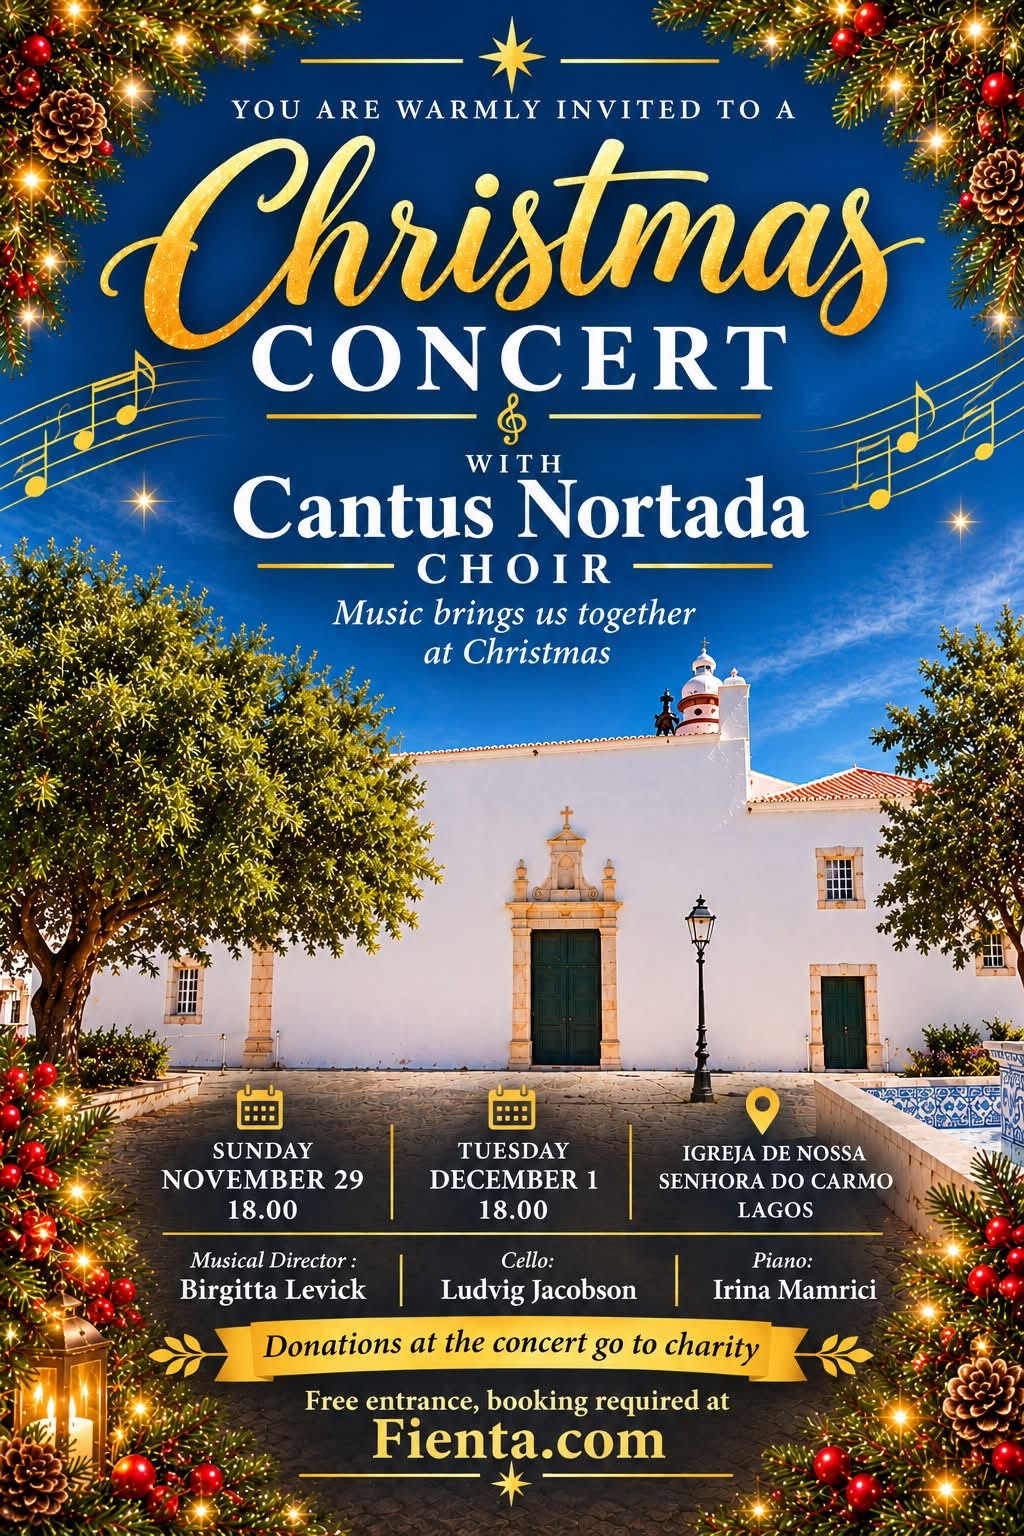 YOU ARE WARMLY INVITED TO A
Christmas
CONCERT
WITH
Cantus Nortada
CHOIR
Music brings us together
at Christmas
SUNDAY
NOVEMBER 29
18.00
TUESDAY
DECEMBER 1
18.00
IGREJA DE NOSSA
SENHORA DO CARMO
LAGOS
Musical Director :
Birgitta Levick
Cello:
Ludvig Jacobson
Piano:
Irina Mamrici
Donations at the concert go to charity
Free entrance, booking required at
Fienta.com